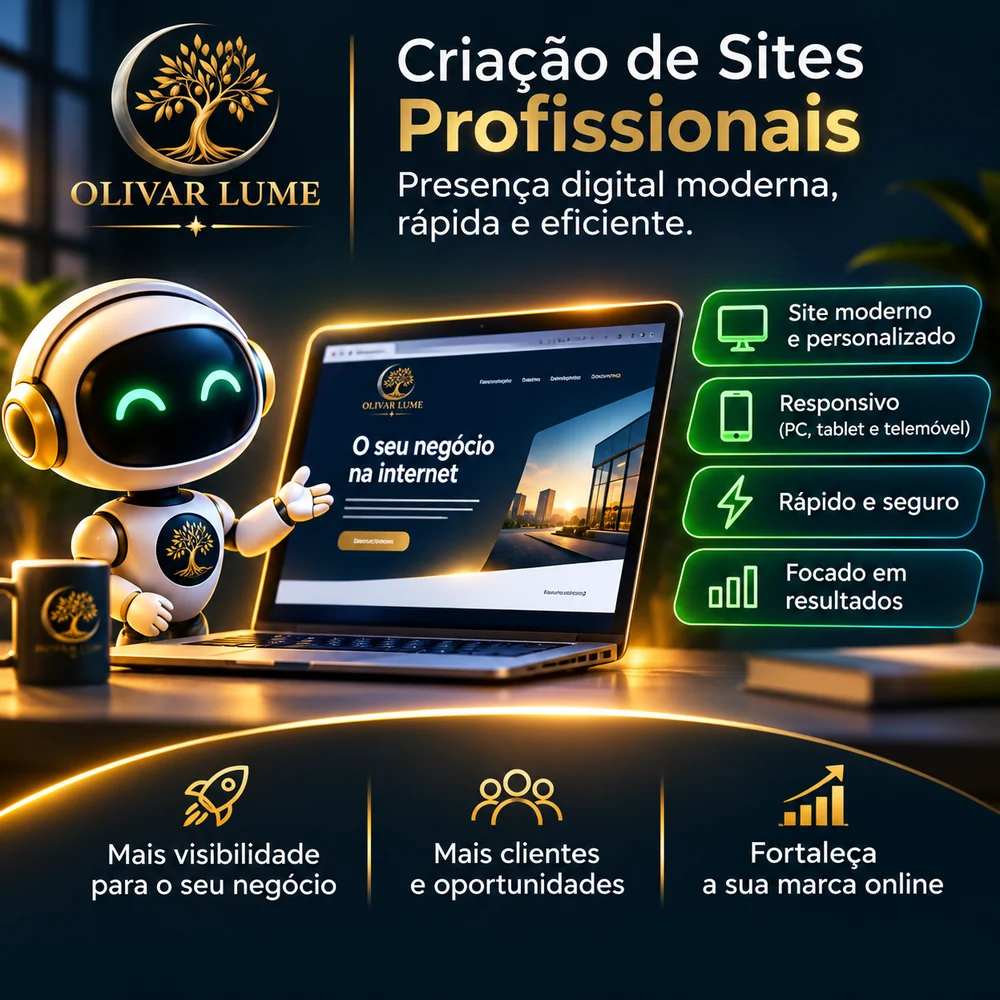 OLIVAR LUME
Criação de Sites
Profissionais
Presença digital moderna,
rápida e eficiente.
OLIVAR LUME
O seu negócio
na internet
Site moderno
e personalizado
Responsivo
(PC, tablet e telemóvel)
Rápido e seguro
Focado em
resultados
Mais visibilidade
para o seu negócio
Mais clientes
e oportunidades
Fortaleça
a sua marca online